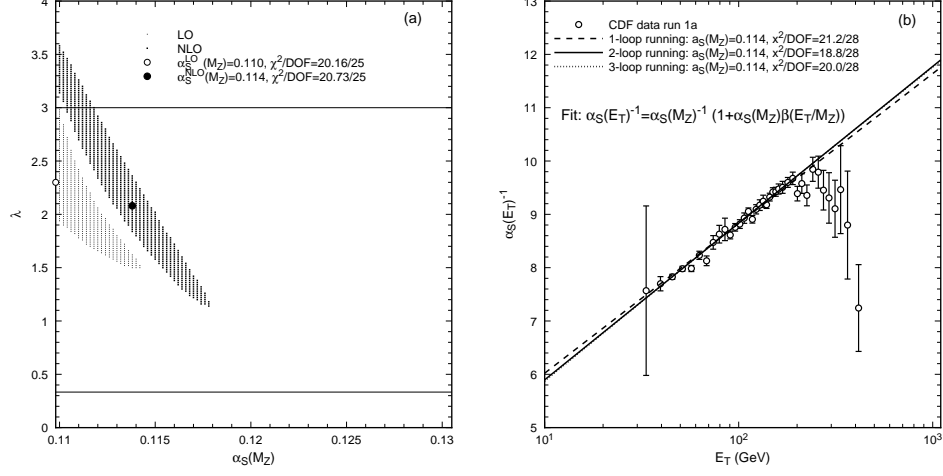 (a)
LO
NLO
α_S^LO(M_Z)=0.110, χ²/DOF=20.16/25
α_S^NLO(M_Z)=0.114, χ²/DOF=20.73/25
4
3.5
3
2.5
2
1.5
1
0.5
0
λ
0.11
0.115
0.12
0.125
0.13
α_S(M_Z)
(b)
CDF data run 1a
1-loop running: a_S(M_Z)=0.114, x²/DOF=21.2/28
2-loop running: a_S(M_Z)=0.114, x²/DOF=18.8/28
3-loop running: a_S(M_Z)=0.114, x²/DOF=20.0/28
Fit: α_S(E_T)⁻¹=α_S(M_Z)⁻¹ (1+α_S(M_Z)β(E_T/M_Z))
13
12
11
10
9
8
7
6
5
α_S(E_T)⁻¹
10¹
10²
10³
E_T (GeV)